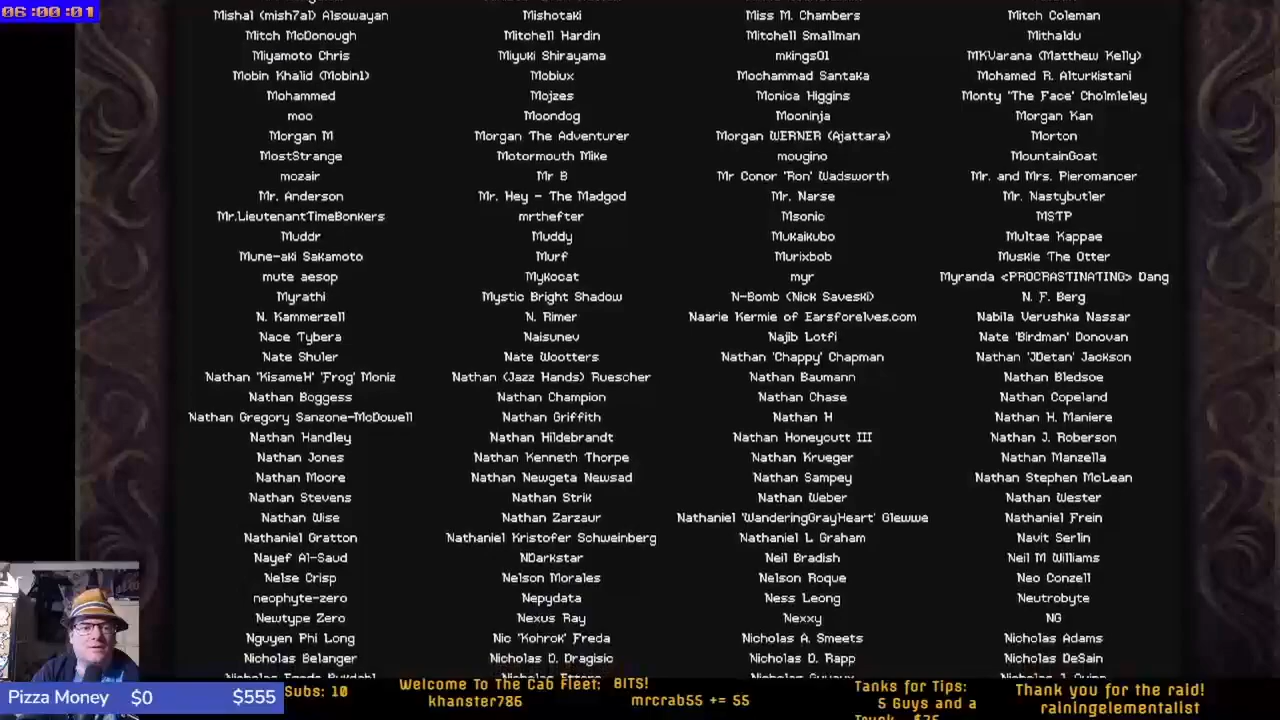 06:00:01
Mishal (mish7al) Alsowayan Mishotaki Miss M. Chambers Mitch Coleman
Mitch McDonough Mitchell Hardin Mitchell Smallman Mithaldu
Miyamoto Chris Miyuki Shirayama mkings01 MKVarana (Matthew Kelly)
Mobin Khalid (Mobin1) Mobiux Mochammad Santaka Mohamed R. Alturkistani
Mohammed Mojzes Monica Higgins Monty 'The Face' Cholmleley
moo Moondog Mooninja Morgan Kan
Morgan M Morgan The Adventurer Morgan WERNER (Ajattara) Morton
MostStrange Motormouth Mike mougino MountainGoat
mozair Mr B Mr Conor 'Ron' Wadsworth Mr. and Mrs. Pieromancer
Mr. Anderson Mr. Hey - The Madgod Mr. Narse Mr. Nastybutler
Mr.LieutenantTimeBonkers mrthefter Msonic MSTP
Muddr Muddy Mukaikubo Multae Kappae
Mune-aki Sakamoto Murf Murixbob Muskie The Otter
mute aesop Mykocat myr Myranda <PROCRASTINATING> Dang
Myrathi Mystic Bright Shadow N-Bomb (Nick Saveski) N. F. Berg
N. Kammerzell N. Rimer Naarie Kermie of Earsforelves.com Nabila Verushka Nassar
Nace Tybera Naisunev Najib Lotfi Nate 'Birdman' Donovan
Nate Shuler Nate Wootters Nathan 'Chappy' Chapman Nathan 'JDetan' Jackson
Nathan 'KisameH' 'Frog' Moniz Nathan (Jazz Hands) Ruescher Nathan Baumann Nathan Bledsoe
Nathan Boggess Nathan Champion Nathan Chase Nathan Copeland
Nathan Gregory Sanzone-McDowell Nathan Griffith Nathan H Nathan H. Maniere
Nathan Handley Nathan Hildebrandt Nathan Honeycutt III Nathan J. Roberson
Nathan Jones Nathan Kenneth Thorpe Nathan Krueger Nathan Manzella
Nathan Moore Nathan Newgeta Newsad Nathan Sampey Nathan Stephen McLean
Nathan Stevens Nathan Strik Nathan Weber Nathan Wester
Nathan Wise Nathan Zarzaur Nathaniel 'WanderingGrayHeart' Glewwe Nathaniel Frein
Nathaniel Gratton Nathaniel Kristofer Schweinberg Nathaniel L Graham Navit Serlin
Nayef Al-Saud NDarkstar Neil Bradish Neil M Williams
Nelse Crisp Nelson Morales Nelson Roque Neo Conzell
neophyte-zero Nepydata Ness Leong Neutrobyte
Newtype Zero Nexus Ray Nexxy NG
Nguyen Phi Long Nic 'Kohrok' Freda Nicholas A. Smeets Nicholas Adams
Nicholas Belanger Nicholas D. Dragisic Nicholas D. Rapp Nicholas DeSain
Pizza Money $0 $555
Subs: 10
Welcome To The Cab Fleet:
khanster786
BITS!
mrcrab55 += 55
Tanks for Tips:
5 Guys and a
Thank you for the raid!
rainingelementalist